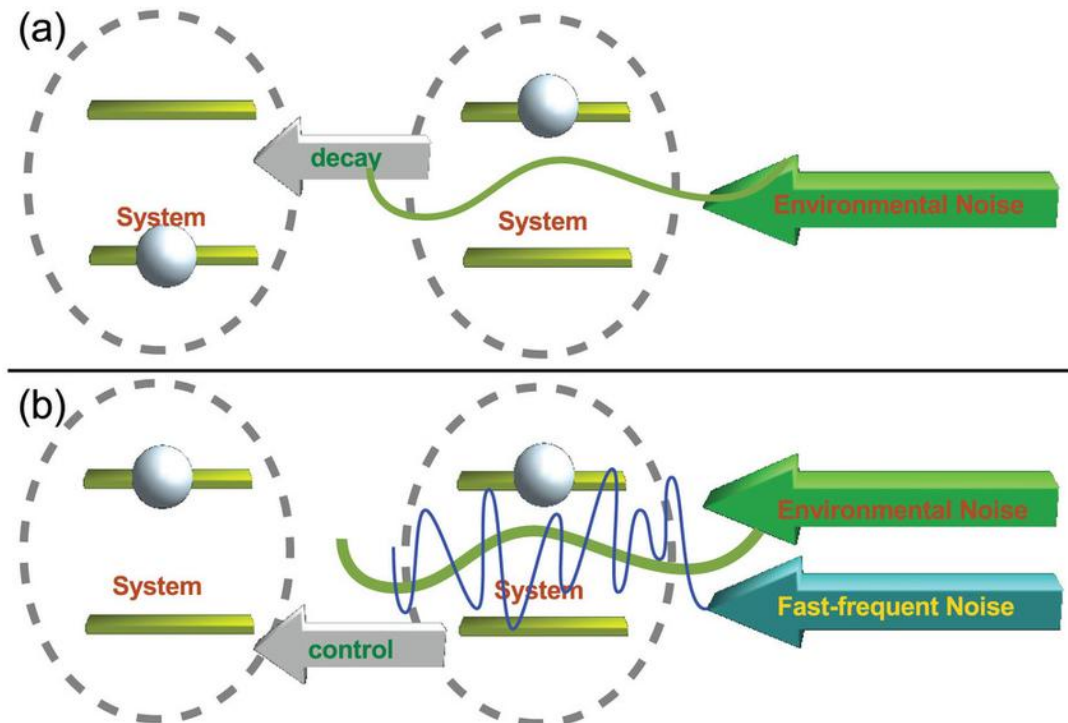 (a)
decay
Environmental Noise
System
System
(b)
Environmental Noise
System
System
Fast-frequent Noise
control